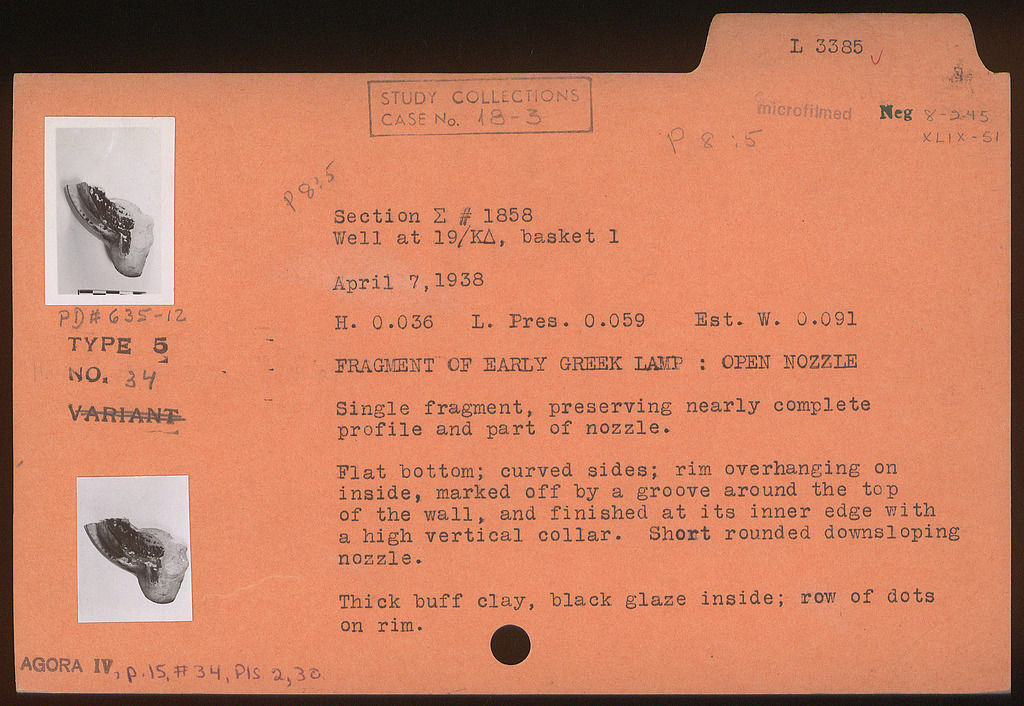 L 3385
STUDY COLLECTIONS
CASE No. 18-3
microfilmed
Neg 8-245
XLIX-51
P 8:5
P 8:5
Section Σ # 1858
Well at 19/ΚΔ, basket 1
April 7, 1938
PD# 635-12
TYPE 5
NO. 34
VARIANT
H. 0.036 L. Pres. 0.059 Est. W. 0.091
FRAGMENT OF EARLY GREEK LAMP : OPEN NOZZLE
Single fragment, preserving nearly complete
profile and part of nozzle.
Flat bottom; curved sides; rim overhanging on
inside, marked off by a groove around the top
of the wall, and finished at its inner edge with
a high vertical collar. Short rounded downsloping
nozzle.
Thick buff clay, black glaze inside; row of dots
on rim.
AGORA IV, p.15, #34, Pls 2, 30